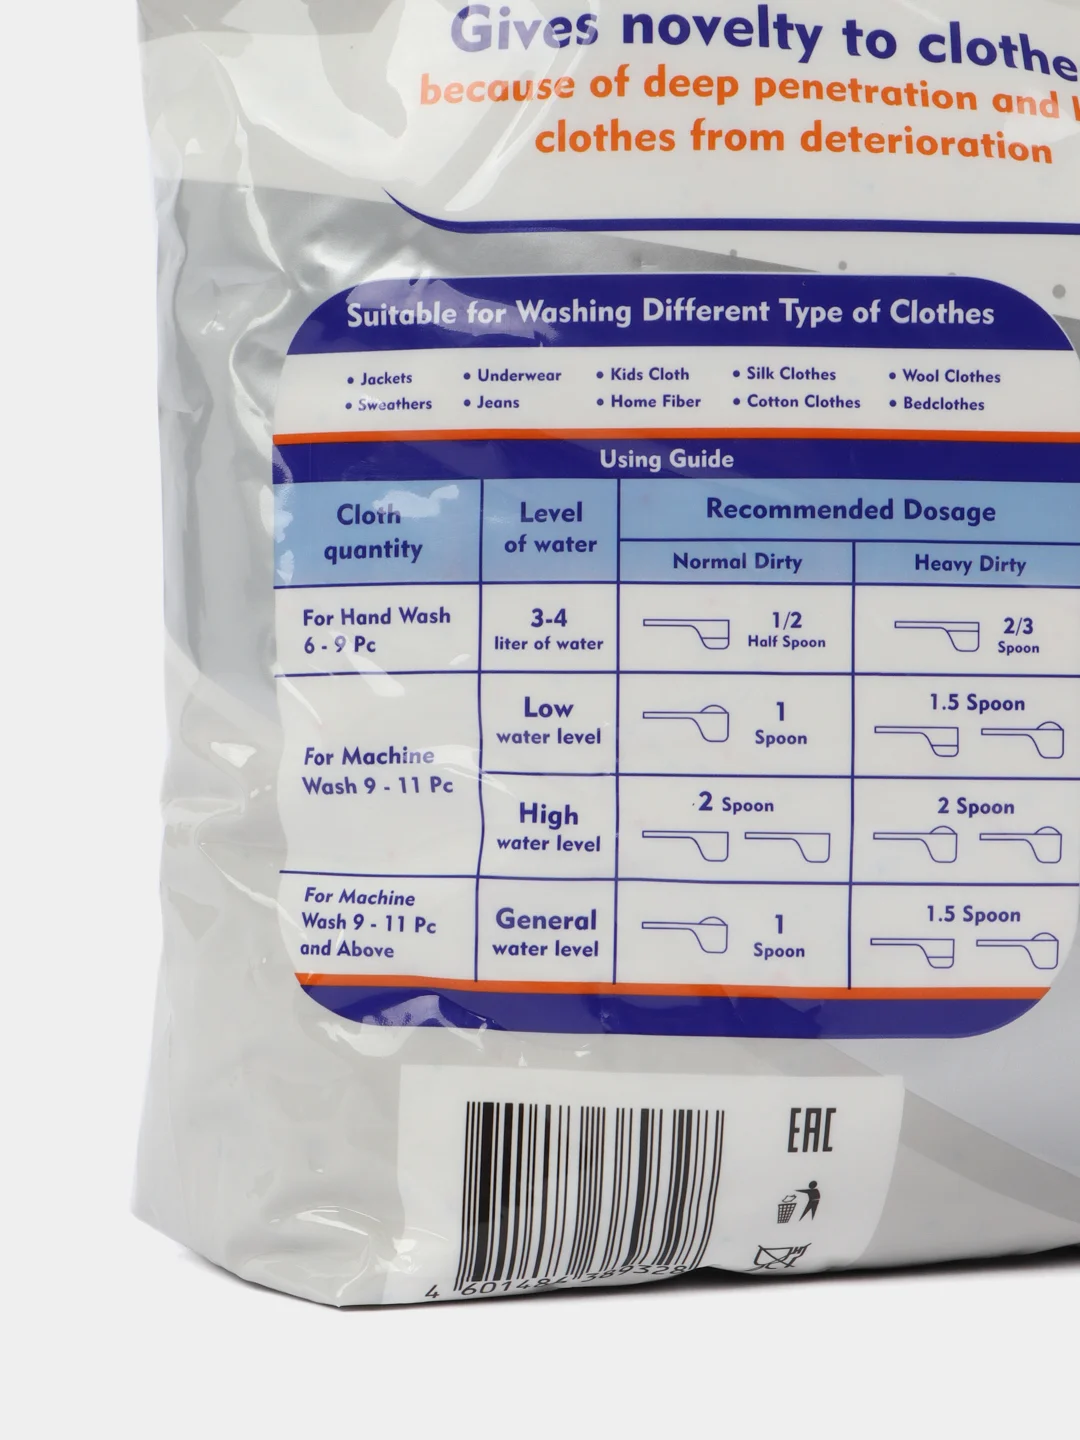 Gives novelty to clothe
because of deep penetration and
clothes from deterioration
Suitable for Washing Different Type of Clothes
• Jackets • Underwear • Kids Cloth • Silk Clothes • Wool Clothes
• Sweathers • Jeans • Home Fiber • Cotton Clothes • Bedclothes
Using Guide
Cloth
quantity
Level
of water
Recommended Dosage
Normal Dirty
Heavy Dirty
For Hand Wash
6 - 9 Pc
3-4
liter of water
1/2
Half Spoon
2/3
Spoon
For Machine
Wash 9 - 11 Pc
Low
water level
1
Spoon
1.5 Spoon
High
water level
2 Spoon
2 Spoon
For Machine
Wash 9 - 11 Pc
and Above
General
water level
1
Spoon
1.5 Spoon
EAC
4 601484 389328